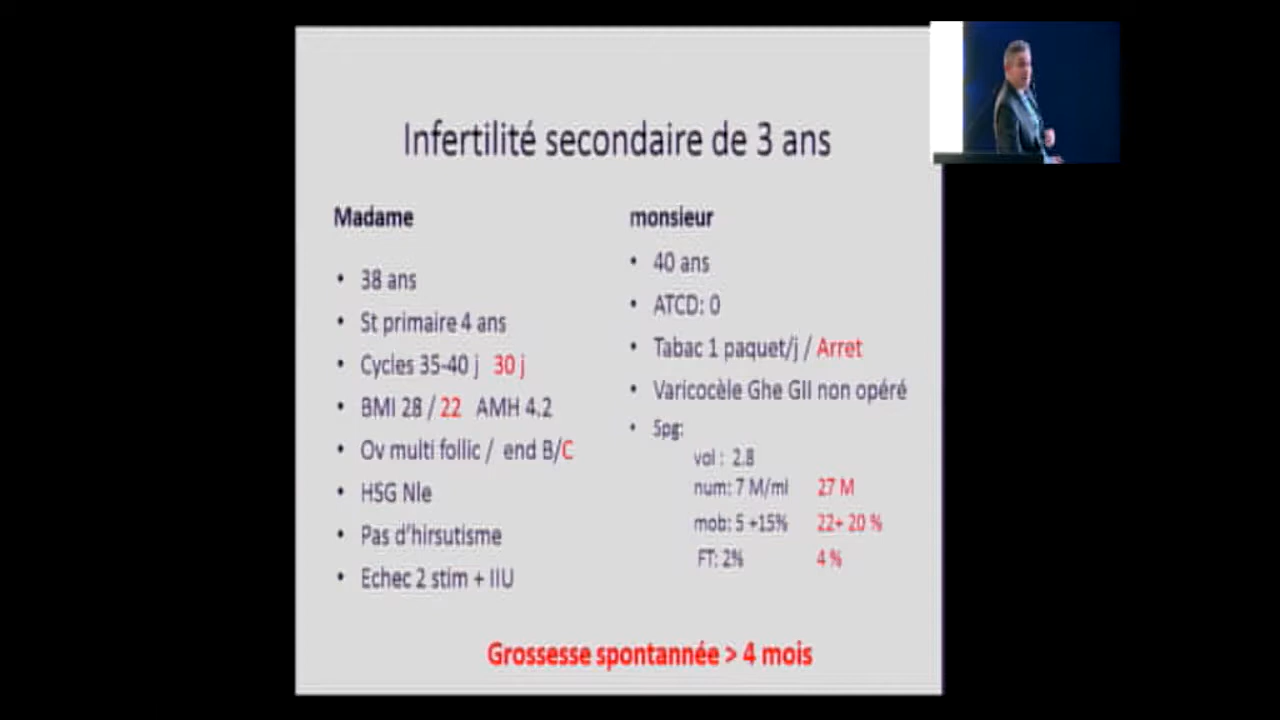 Infertilité secondaire de 3 ans
Madame
• 38 ans
• St primaire 4 ans
• Cycles 35-40 j 30 j
• BMI 28 / 22 AMH 4.2
• Ov multi follic / end B/C
• HSG Nle
• Pas d'hirsutisme
• Echec 2 stim + IIU
monsieur
• 40 ans
• ATCD: 0
• Tabac 1 paquet/j / Arret
• Varicocèle Ghe GII non opéré
• Spg:
vol : 2.8
num: 7 M/ml 27 M
mob: 5 +15% 22+ 20 %
FT: 2% 4 %
Grossesse spontannée > 4 mois